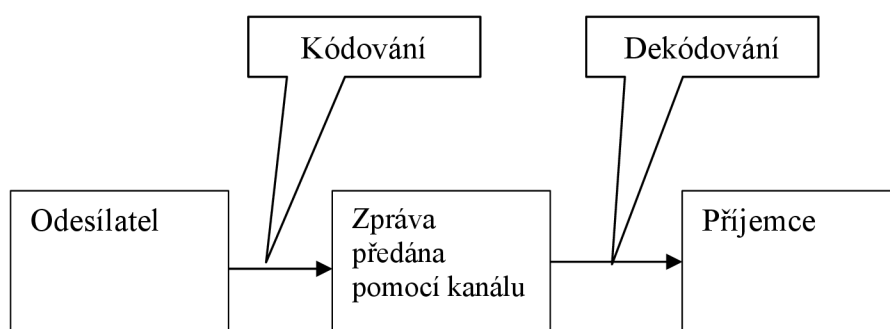 Kódování
Dekódování
Odesílatel
Zpráva
předána
pomocí kanálu
Příjemce